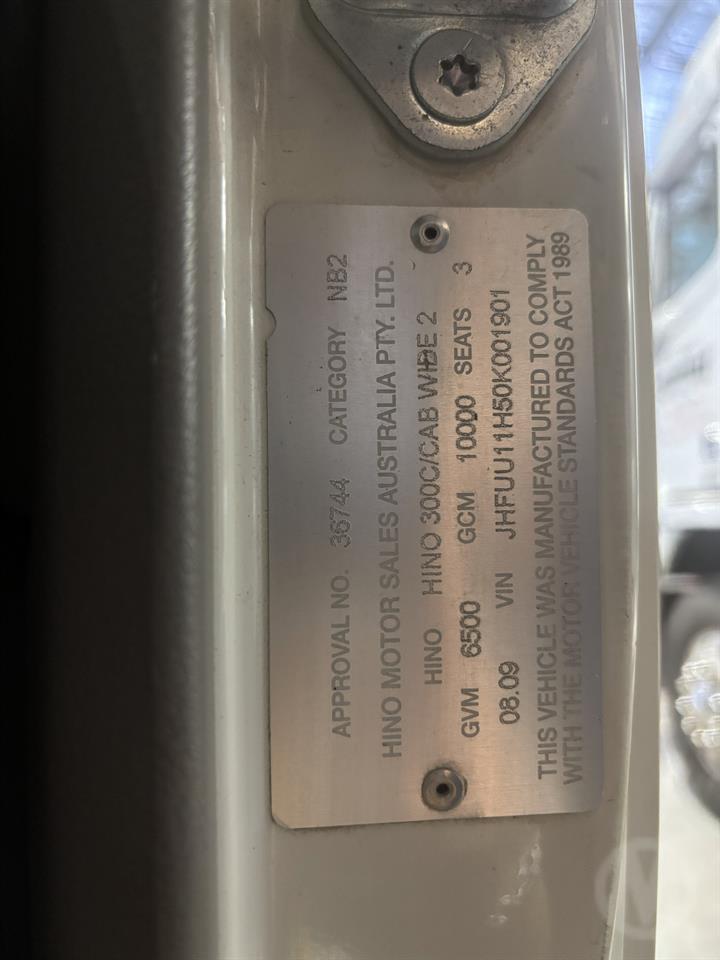 APPROVAL NO. 36744 CATEGORY NB2
HINO MOTOR SALES AUSTRALIA PTY. LTD.
HINO HINO 300C/CAB WIDE 2
GVM 6500 GCM 10000 SEATS 3
08.09 VIN JHFUU11H50K001901
THIS VEHICLE WAS MANUFACTURED TO COMPLY
WITH THE MOTOR VEHICLE STANDARDS ACT 1989